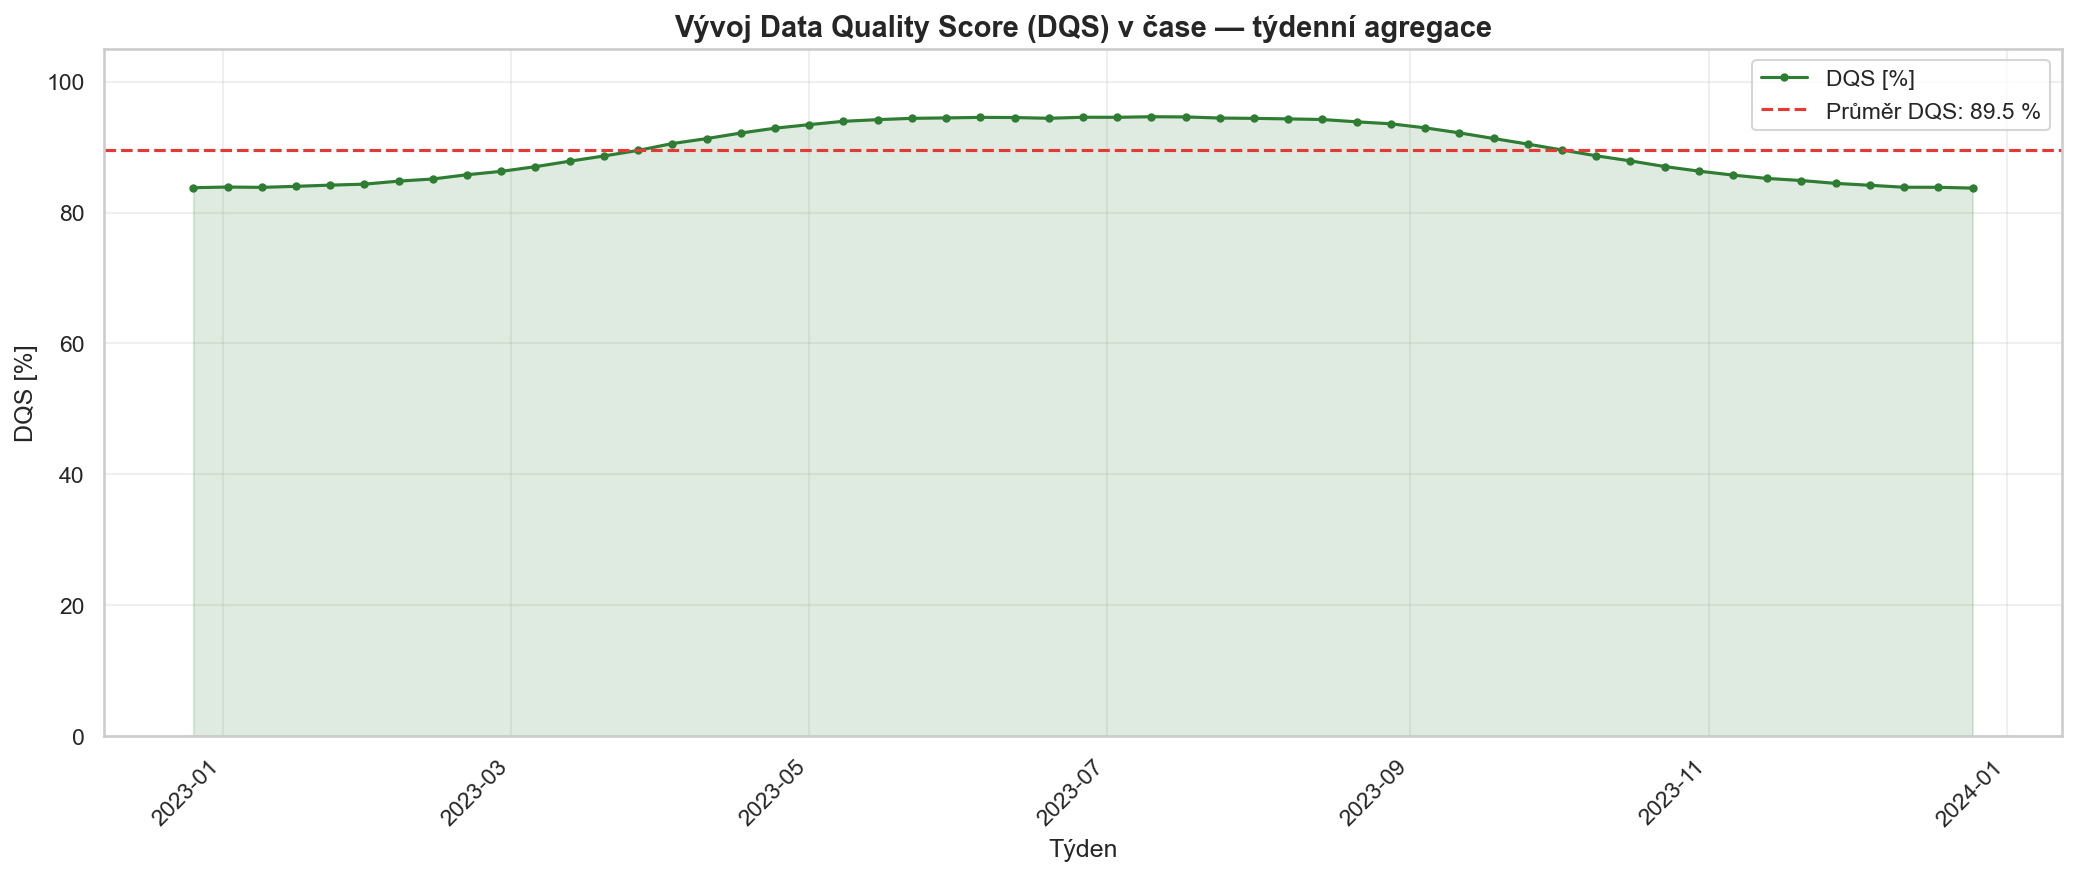 Vývoj Data Quality Score (DQS) v čase — týdenní agregace
DQS [%]
Průměr DQS: 89.5 %
DQS [%]
100
80
60
40
20
0
2023-01
2023-03
2023-05
2023-07
2023-09
2023-11
2024-01
Týden